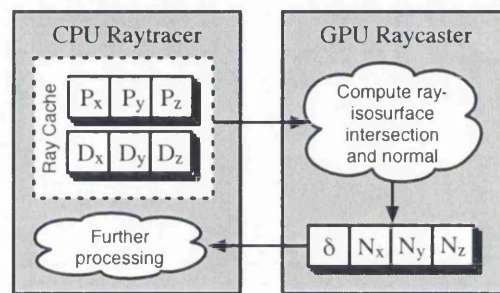 CPU Raytracer
Ray Cache
Px Py Pz
Dx Dy Dz
Further
processing
GPU Raycaster
Compute ray-
isosurface
intersection
and normal
δ Nx Ny Nz